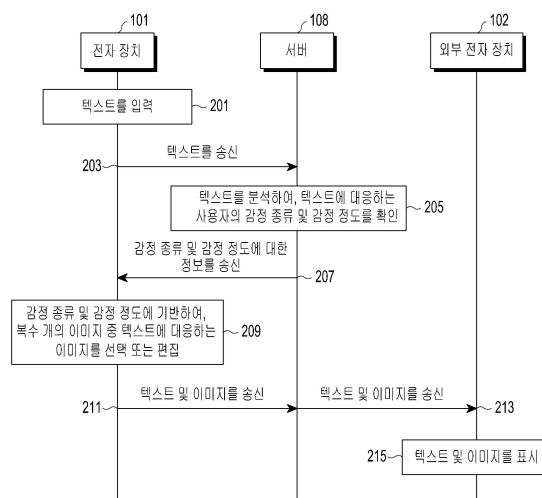 101
108
102
전자 장치
서버
외부 전자 장치
텍스트를 입력
201
텍스트를 송신
203
텍스트를 분석하여, 텍스트에 대응하는
사용자의 감정 종류 및 감정 정도를 확인
205
감정 종류 및 감정 정도에 대한
정보를 송신
207
감정 종류 및 감정 정도에 기반하여,
복수 개의 이미지 중 텍스트에 대응하는
이미지를 선택 또는 편집
209
텍스트 및 이미지를 송신
텍스트 및 이미지를 송신
211
213
215
텍스트 및 이미지를 표시